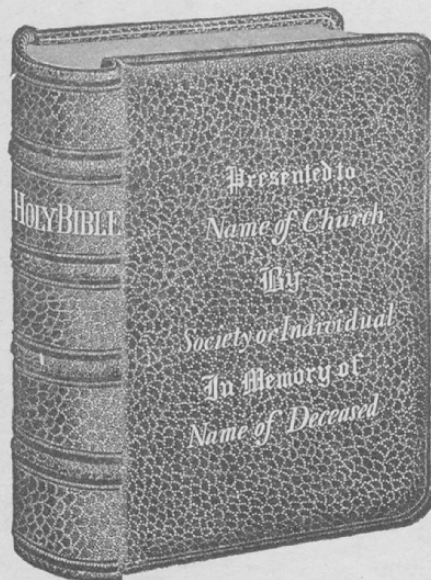 HOLY BIBLE
Presented to
Name of Church
By
Society or Individual
In Memory of
Name of Deceased